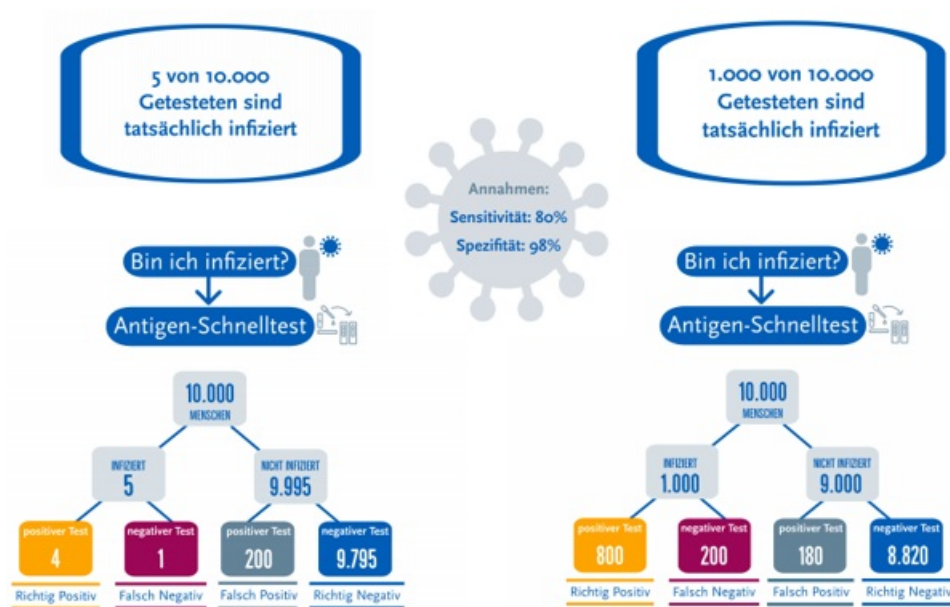 5 von 10.000
Getesteten sind
tatsächlich infiziert
1.000 von 10.000
Getesteten sind
tatsächlich infiziert
Annahmen:
Sensitivität: 80%
Spezifität: 98%
Bin ich infiziert?
Antigen-Schnelltest
10.000
MENSCHEN
INFIZIERT
5
NICHT INFIZIERT
9.995
positiver Test
4
Richtig Positiv
negativer Test
1
Falsch Negativ
positiver Test
200
Falsch Positiv
negativer Test
9.795
Richtig Negativ
Bin ich infiziert?
Antigen-Schnelltest
10.000
MENSCHEN
INFIZIERT
1.000
NICHT INFIZIERT
9.000
positiver Test
800
Richtig Positiv
negativer Test
200
Falsch Negativ
positiver Test
180
Falsch Positiv
negativer Test
8.820
Richtig Negativ